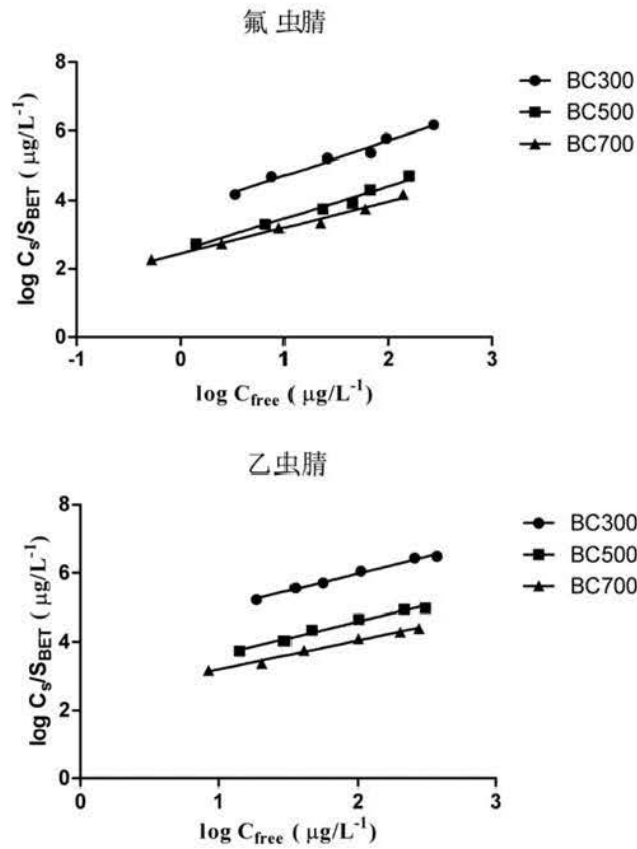 氟 虫腈
BC300
BC500
BC700
8
6
4
2
0
-1
0
1
2
3
log Cs/SBET ( μg/L-1)
log Cfree ( μg/L-1)
乙虫腈
BC300
BC500
BC700
8
6
4
2
0
0
1
2
3
log Cs/SBET ( μg/L-1)
log Cfree ( μg/L-1)